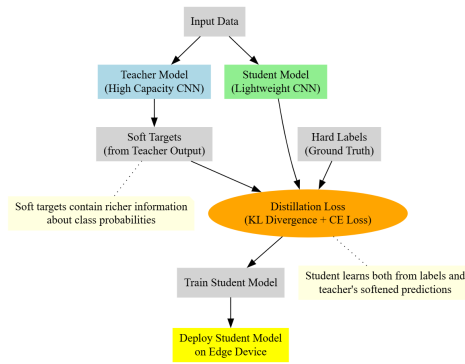 Input Data
Teacher Model
(High Capacity CNN)
Student Model
(Lightweight CNN)
Soft Targets
(from Teacher Output)
Hard Labels
(Ground Truth)
Soft targets contain richer information
about class probabilities
Distillation Loss
(KL Divergence + CE Loss)
Train Student Model
Student learns both from labels and
teacher's softened predictions
Deploy Student Model
on Edge Device